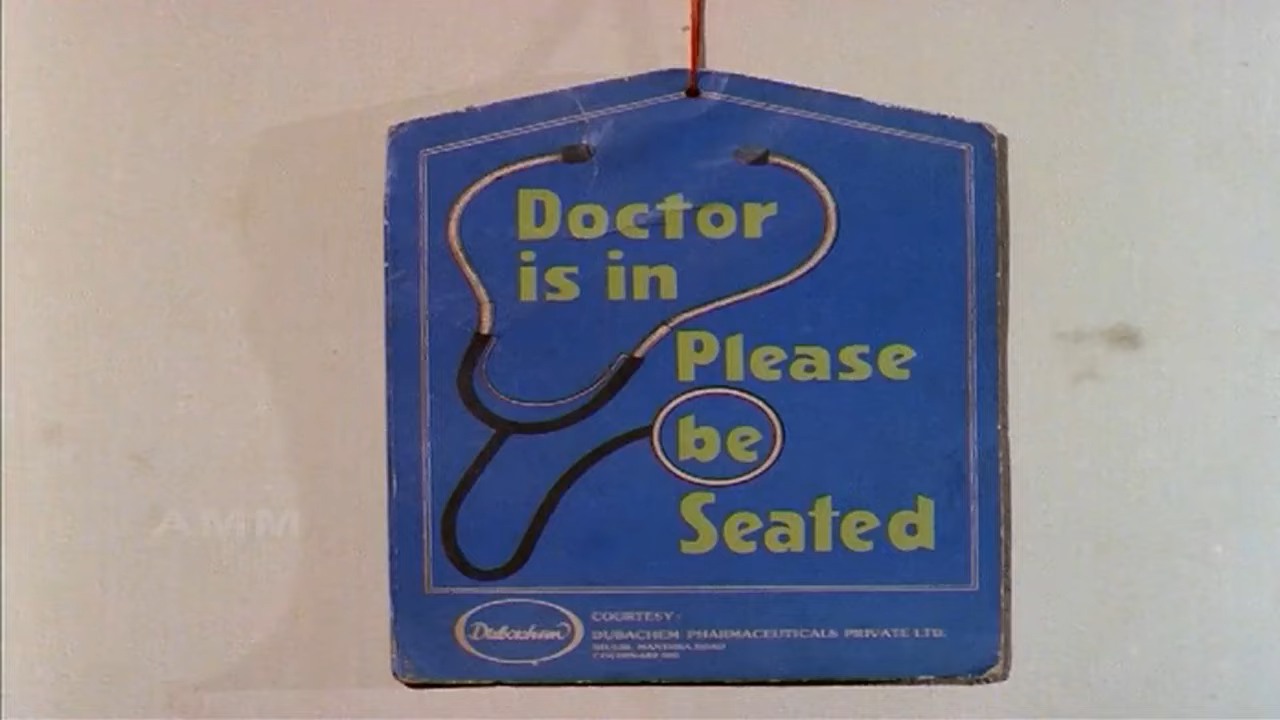 Doctor
is in
Please
be
Seated
Dubachem
COURTESY:
DUBACHEM PHARMACEUTICALS PRIVATE LTD.
AMM